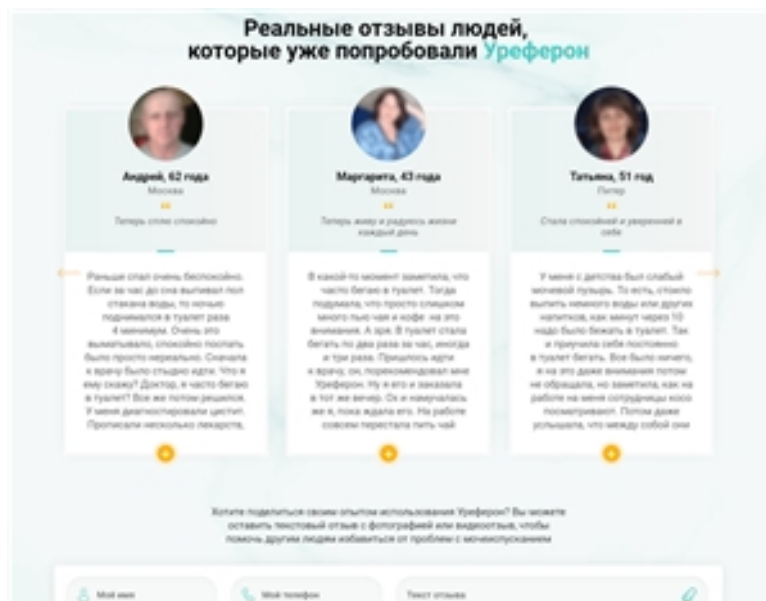 Реальные отзывы людей,
которые уже попробовали Уреферон
Андрей, 62 года
Москва
Теперь сплю спокойно
Раньше спал очень беспокойно.
Если за час до сна выпивал пол
стакана воды, то ночью
поднимался в туалет раза
4 минимум. Очень это
выматывало, спокойно поспать
было просто нереально. Сначала
к врачу было стыдно идти. Что я
ему скажу? Доктор, я часто бегаю
в туалет? Все же потом решился.
У меня диагностировали цистит.
Прописали несколько лекарств,
Маргарита, 43 года
Москва
Теперь живу и радуюсь жизни
каждый день
В какой-то момент заметила, что
часто бегаю в туалет. Тогда
подумала, что просто слишком
много пью чая и кофе на это
внимания. А зря. В туалет стала
бегать по два раза за час, иногда
и три раза. Пришлось идти
к врачу, он порекомендовал мне
Уреферон. Ну я его и заказала
в тот же вечер. Ох и намучалась
же я, пока ждала его. На работе
совсем перестала пить чай
Татьяна, 51 год
Питер
Стала спокойней и уверенней в
себе
У меня с детства был слабый
мочевой пузырь. То есть, стоило
выпить немного воды или других
напитков, как минут через 10
надо было бежать в туалет. Так
и приучила себя постоянно
в туалет бегать. Все было ничего,
я на это даже внимания потом
не обращала, но заметила, как на
работе на меня сотрудницы косо
посматривают. Потом даже
услышала, что между собой они
Хотите поделиться своим опытом использования Уреферон? Вы можете
оставить текстовый отзыв с фотографией или видеоотзыв, чтобы
помочь другим людям избавиться от проблем с мочеиспусканием
Моё имя
Мой телефон
Текст отзыва